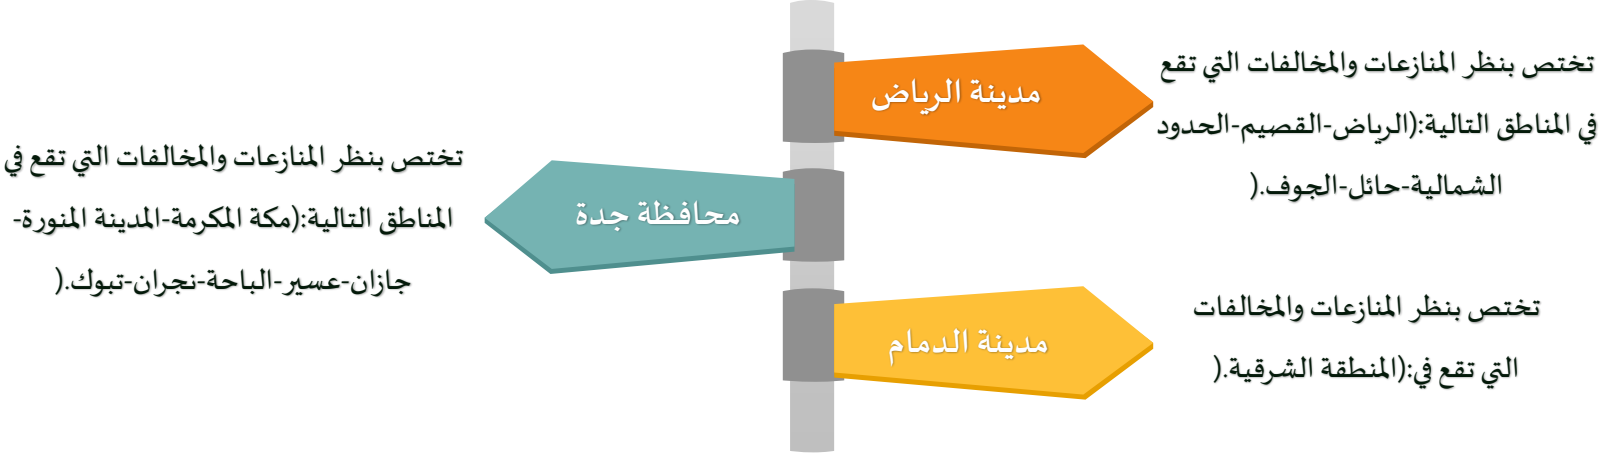 مدينة الرياض
تختص بنظر المنازعات والمخالفات التي تقع
في المناطق التالية:(الرياض-القصيم-الحدود
الشمالية-حائل-الجوف.(
محافظة جدة
تختص بنظر المنازعات والمخالفات التي تقع في
المناطق التالية:(مكة المكرمة-المدينة المنورة-
جازان-عسير-الباحة-نجران-تبوك.(
مدينة الدمام
تختص بنظر المنازعات والمخالفات
التي تقع في:(المنطقة الشرقية.(